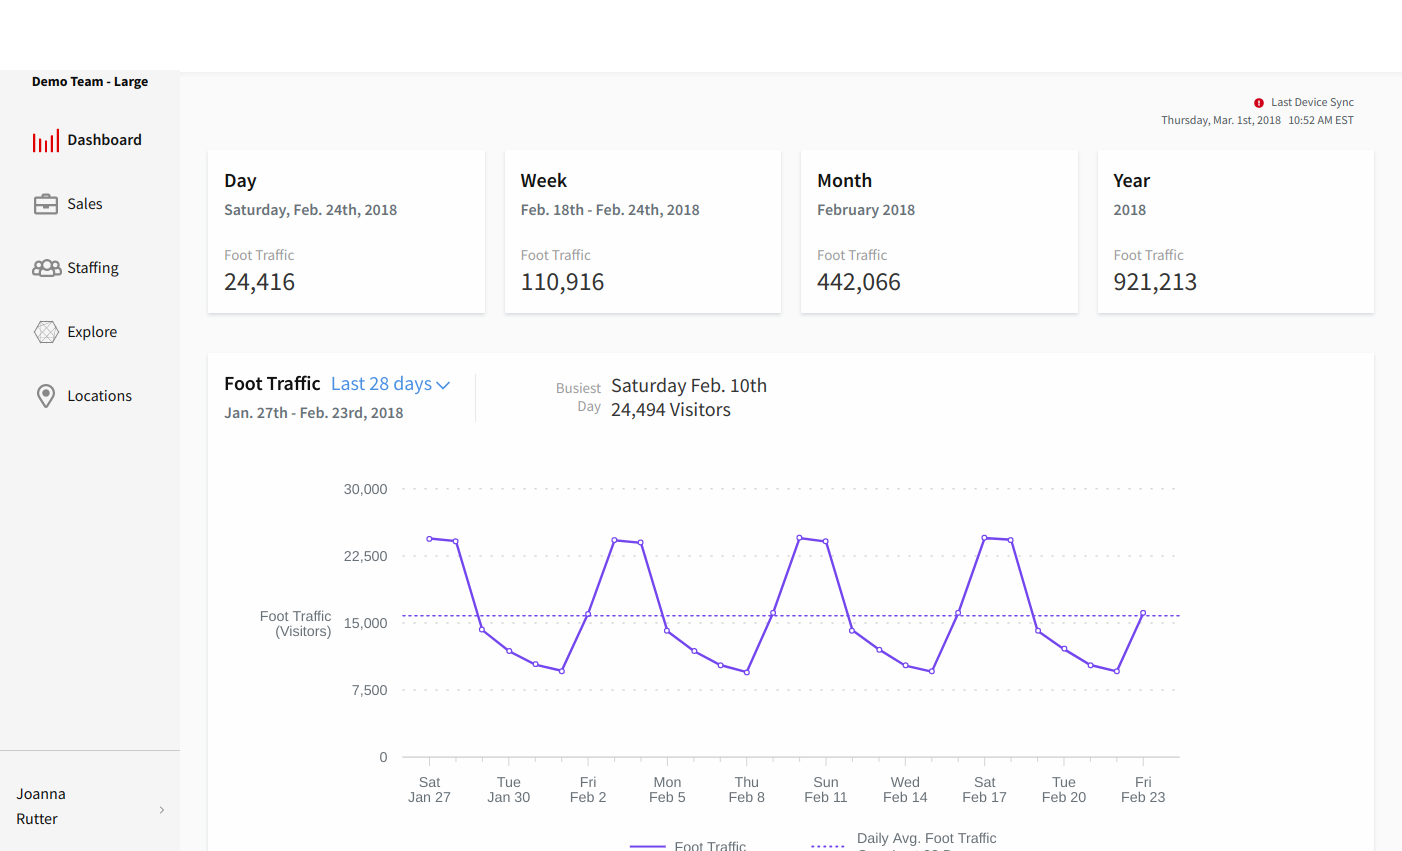 Demo Team - Large
Dashboard
Sales
Staffing
Explore
Locations
Joanna
Rutter
Last Device Sync
Thursday, Mar. 1st, 2018 10:52 AM EST
Day
Saturday, Feb. 24th, 2018
Foot Traffic
24,416
Week
Feb. 18th - Feb. 24th, 2018
Foot Traffic
110,916
Month
February 2018
Foot Traffic
442,066
Year
2018
Foot Traffic
921,213
Foot Traffic Last 28 days
Jan. 27th - Feb. 23rd, 2018
Busiest
Day
Saturday Feb. 10th
24,494 Visitors
30,000
22,500
15,000
7,500
0
Foot Traffic
(Visitors)
Sat
Jan 27
Tue
Jan 30
Fri
Feb 2
Mon
Feb 5
Thu
Feb 8
Sun
Feb 11
Wed
Feb 14
Sat
Feb 17
Tue
Feb 20
Fri
Feb 23
Foot Traffic
Daily Avg. Foot Traffic